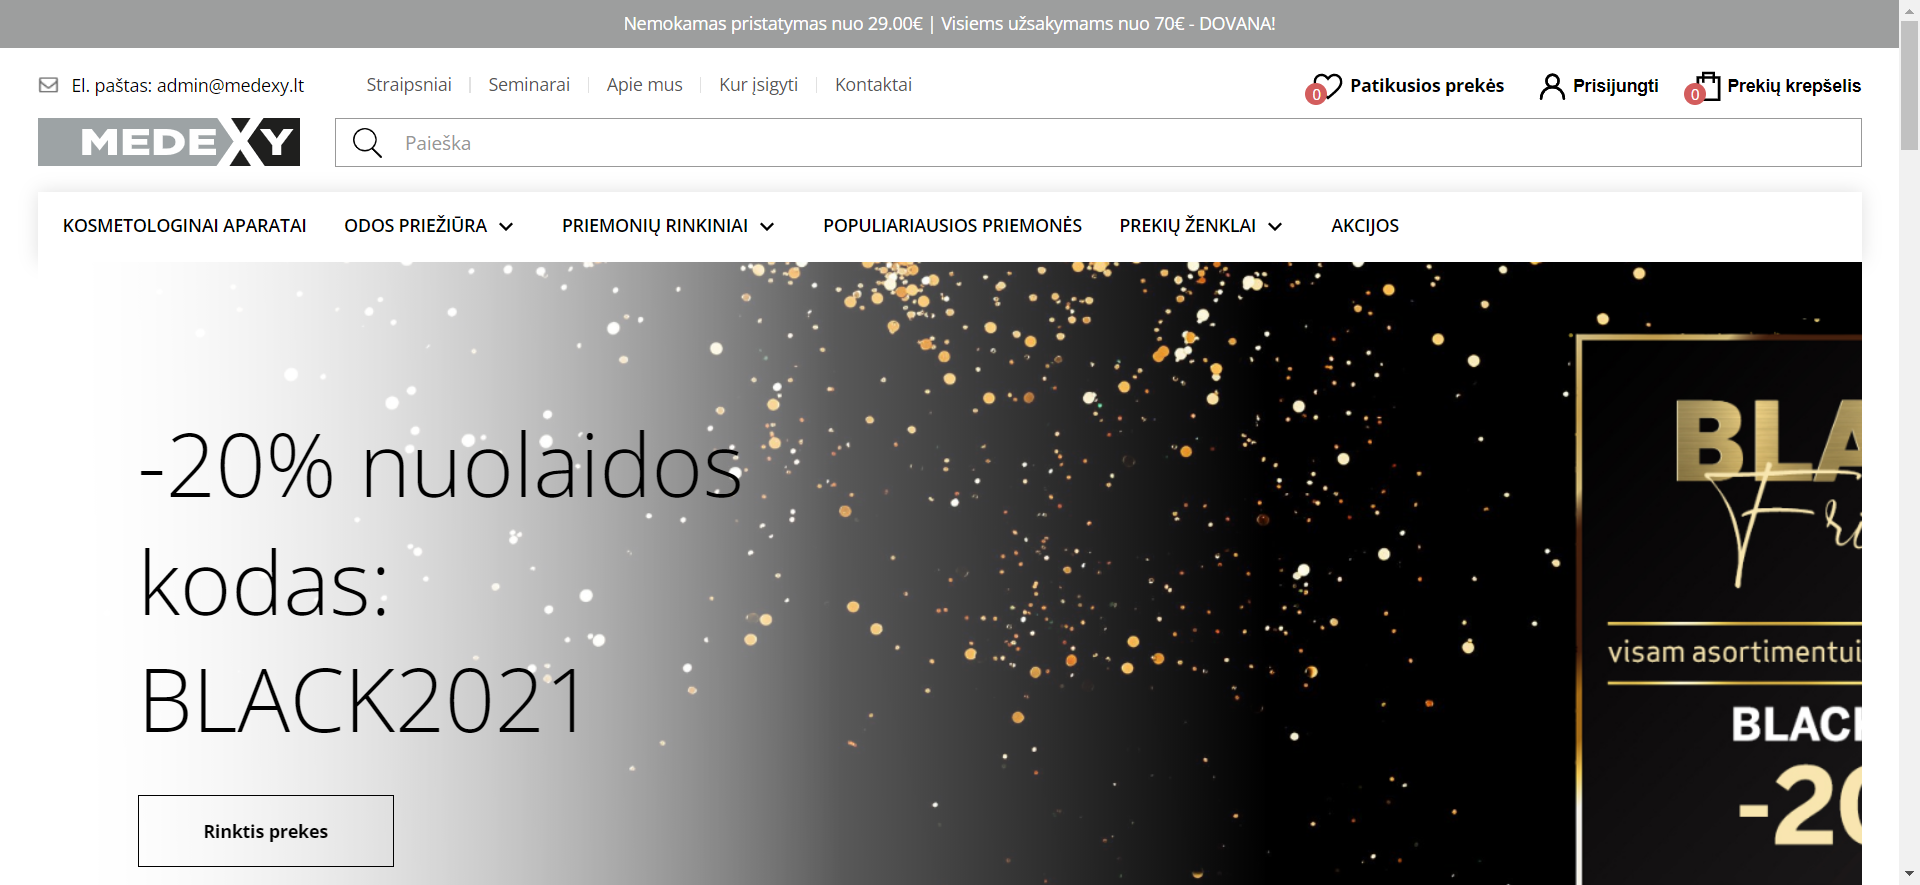 Nemokamas pristatymas nuo 29.00€ | Visiems užsakymams nuo 70€ - DOVANA!
El. paštas: admin@medexy.lt
Straipsniai
Seminarai
Apie mus
Kur įsigyti
Kontaktai
0 Patikusios prekės
Prisijungti
0 Prekių krepšelis
MEDEXY
Paieška
KOSMETOLOGINAI APARATAI
ODOS PRIEŽIŪRA
PRIEMONIŲ RINKINIAI
POPULIARIAUSIOS PRIEMONĖS
PREKIŲ ŽENKLAI
AKCIJOS
-20% nuolaidos
kodas:
BLACK2021
Rinktis prekes
BLA
Fri
visam asortimentui
BLACK
-20